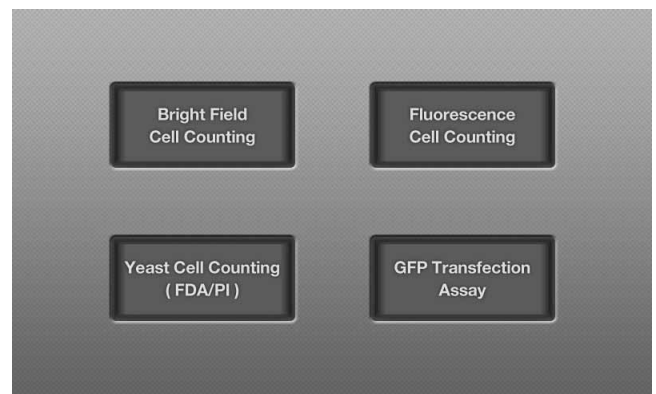 Bright Field
Cell Counting
Fluorescence
Cell Counting
Yeast Cell Counting
( FDA/PI )
GFP Transfection
Assay